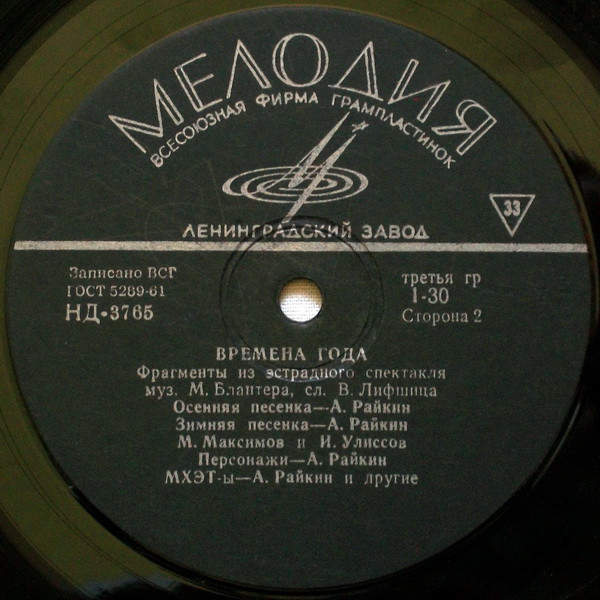 МЕЛОДИЯ
ВСЕСОЮЗНАЯ ФИРМА ГРАМПЛАСТИНОК
33
ЛЕНИНГРАДСКИЙ ЗАВОД
Записано ВСГ
ГОСТ 5289-61
НД•3765
третья гр
1-30
Сторона 2
ВРЕМЕНА ГОДА
Фрагменты из эстрадного спектакля
муз. М. Блантера, сл. В. Лифшица
Осенняя песенка—А. Райкин
Зимняя песенка—А. Райкин
М. Максимов и И. Улиссов
Персонажи—А. Райкин
МХЭТ-ы—А. Райкин и другие